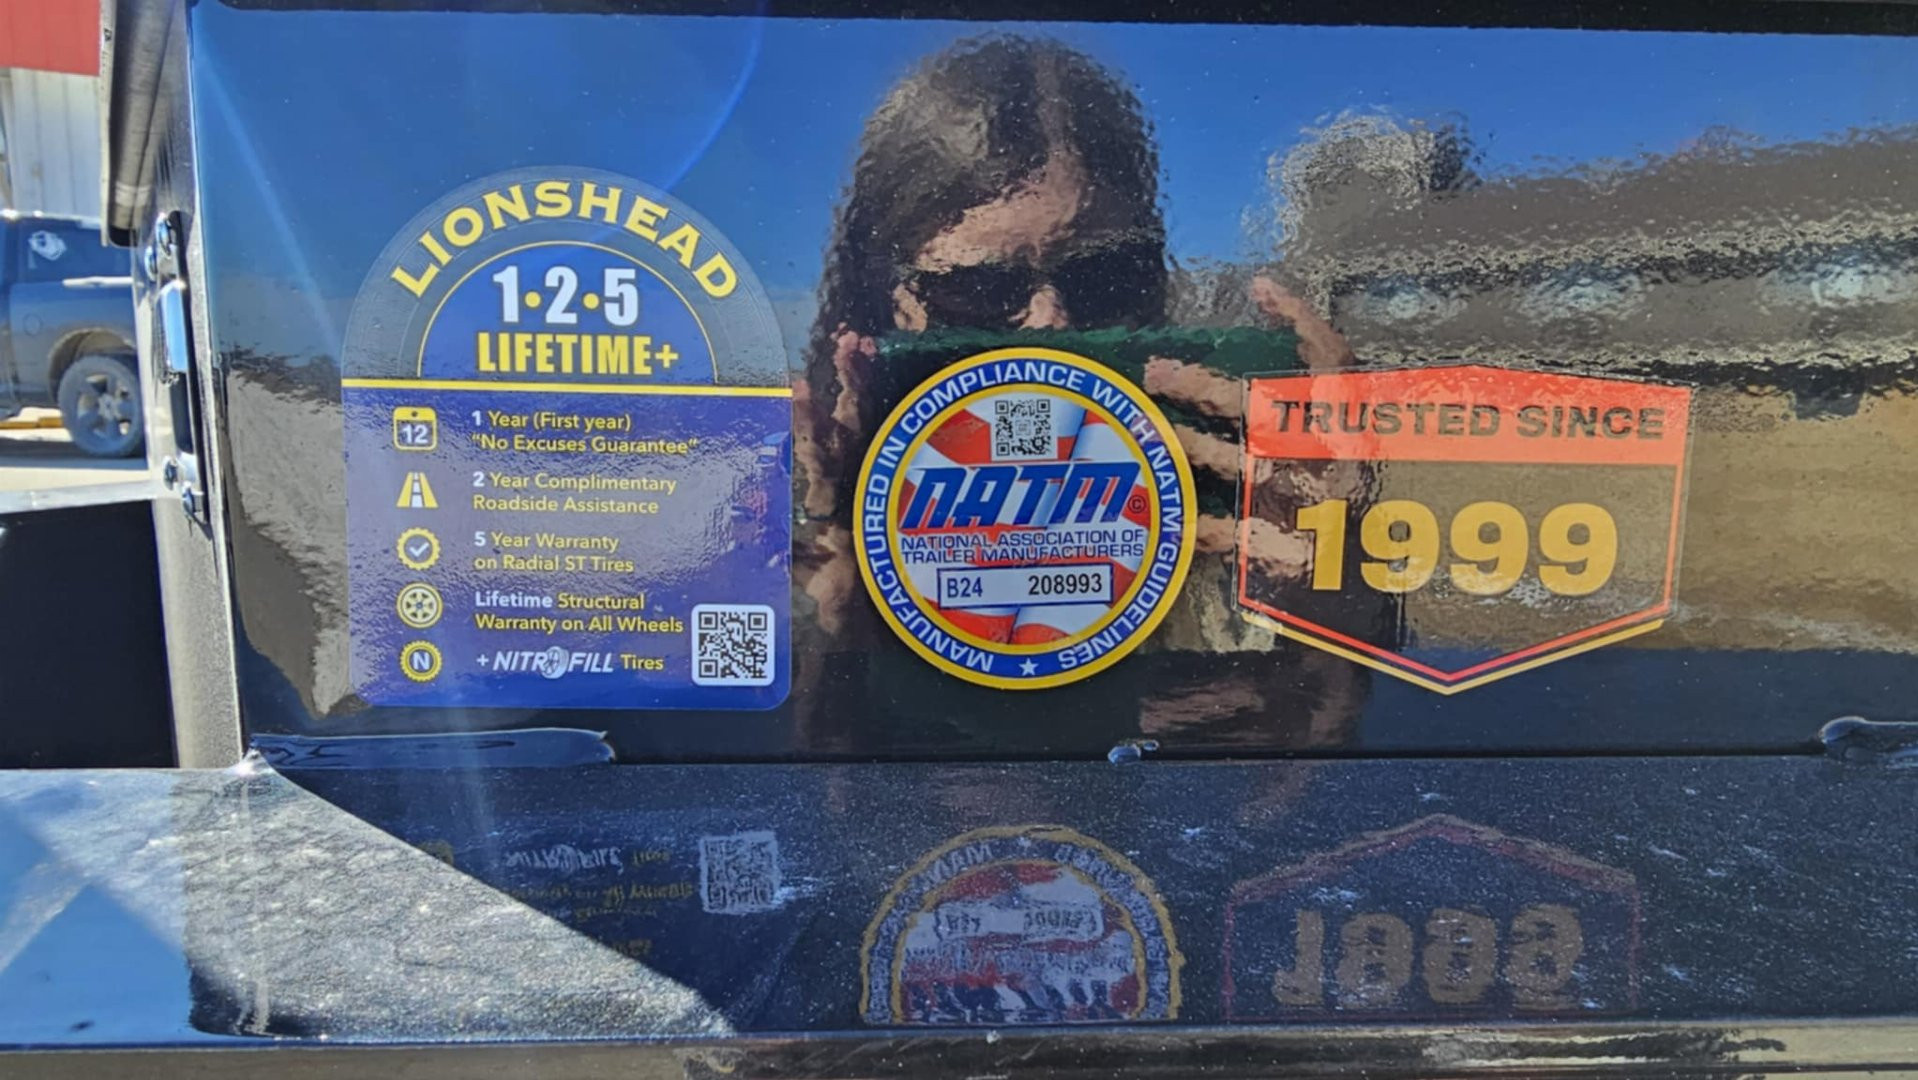 LIONSHEAD
1•2•5
LIFETIME+
12
1 Year (First year)
"No Excuses Guarantee"
2 Year Complimentary
Roadside Assistance
5 Year Warranty
on Radial ST Tires
Lifetime Structural
Warranty on All Wheels
N
+ NITROFILL Tires
MANUFACTURED IN COMPLIANCE WITH NATM GUIDELINES
NATM©
NATIONAL ASSOCIATION OF
TRAILER MANUFACTURERS
B24 208993
TRUSTED SINCE
1999